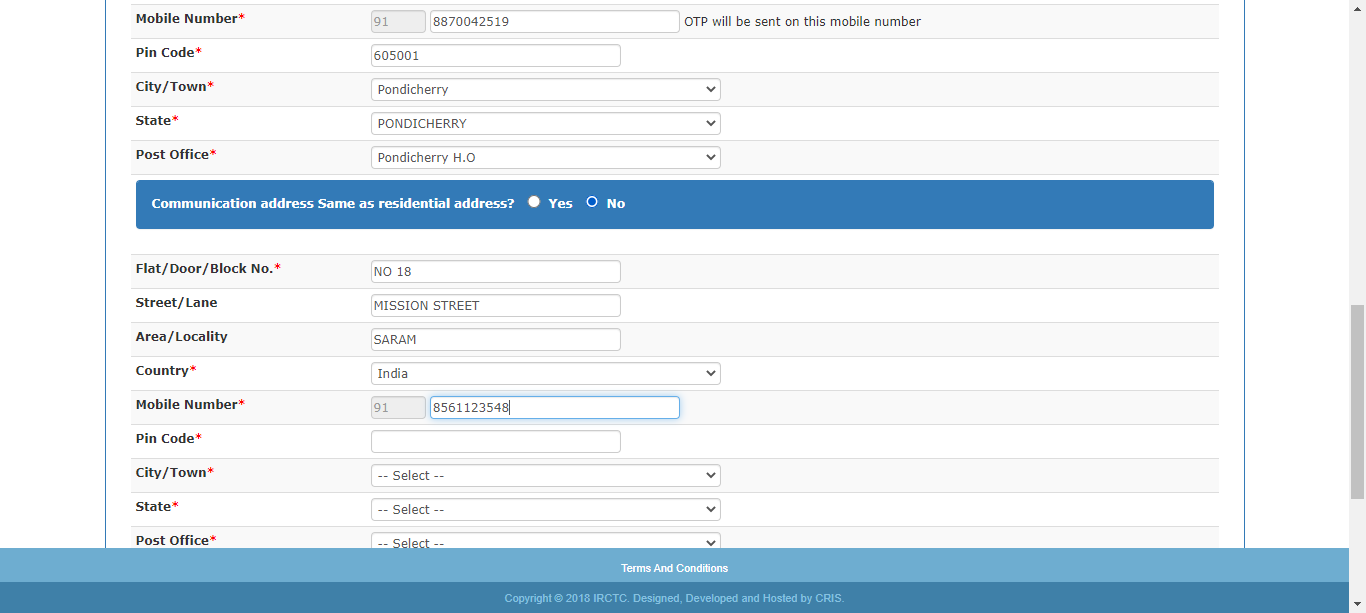 Mobile Number* 91 8870042519 OTP will be sent on this mobile number
Pin Code* 605001
City/Town* Pondicherry
State* PONDICHERRY
Post Office* Pondicherry H.O
Communication address Same as residential address? Yes No
Flat/Door/Block No.* NO 18
Street/Lane MISSION STREET
Area/Locality SARAM
Country* India
Mobile Number* 91 8561123548
Pin Code*
City/Town* -- Select --
State* -- Select --
Post Office* -- Select --
Terms And Conditions
Copyright © 2018 IRCTC. Designed, Developed and Hosted by CRIS.